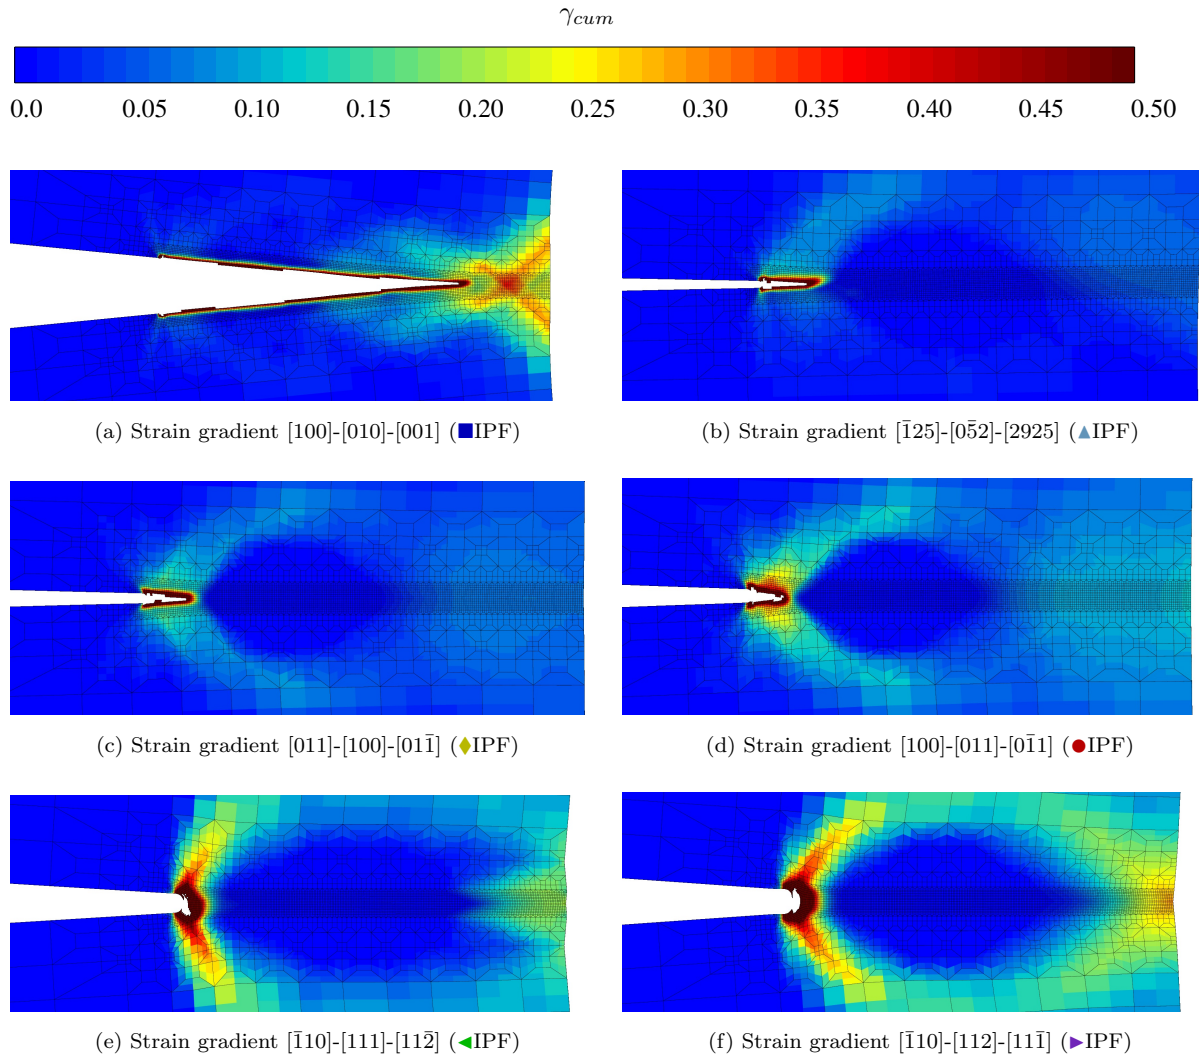 γcum
0.0 0.05 0.10 0.15 0.20 0.25 0.30 0.35 0.40 0.45 0.50
(a) Strain gradient [100]-[010]-[001] (■IPF)
(b) Strain gradient [1̄25]-[05̄2]-[2925] (▲IPF)
(c) Strain gradient [011]-[100]-[011̄] (♦IPF)
(d) Strain gradient [100]-[011]-[01̄1] (●IPF)
(e) Strain gradient [1̄10]-[111]-[112̄] (◀IPF)
(f) Strain gradient [1̄10]-[112]-[111̄] (▶IPF)